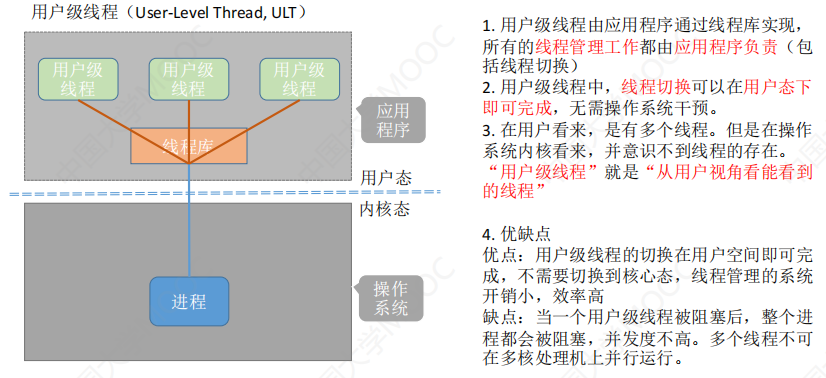 用户级线程（User-Level Thread, ULT）
用户级
线程
用户级
线程
用户级
线程
线程库
应用
程序
用户态
内核态
进程
操作
系统
1. 用户级线程由应用程序通过线程库实现，
所有的线程管理工作都由应用程序负责（包
括线程切换）
2. 用户级线程中，线程切换可以在用户态下
即可完成，无需操作系统干预。
3. 在用户看来，是有多个线程。但是在操作
系统内核看来，并意识不到线程的存在。
“用户级线程”就是“从用户视角看能看到
的线程”
4. 优缺点
优点：用户级线程的切换在用户空间即可完
成，不需要切换到核心态，线程管理的系统
开销小，效率高
缺点：当一个用户级线程被阻塞后，整个进
程都会被阻塞，并发度不高。多个线程不可
在多核处理机上并行运行。
中国大学MOOC